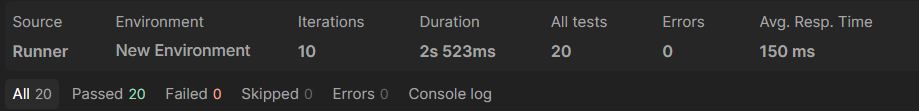 Source Environment Iterations Duration All tests Errors Avg. Resp. Time
Runner New Environment 10 2s 523ms 20 0 150 ms
All 20 Passed 20 Failed 0 Skipped 0 Errors 0 Console log